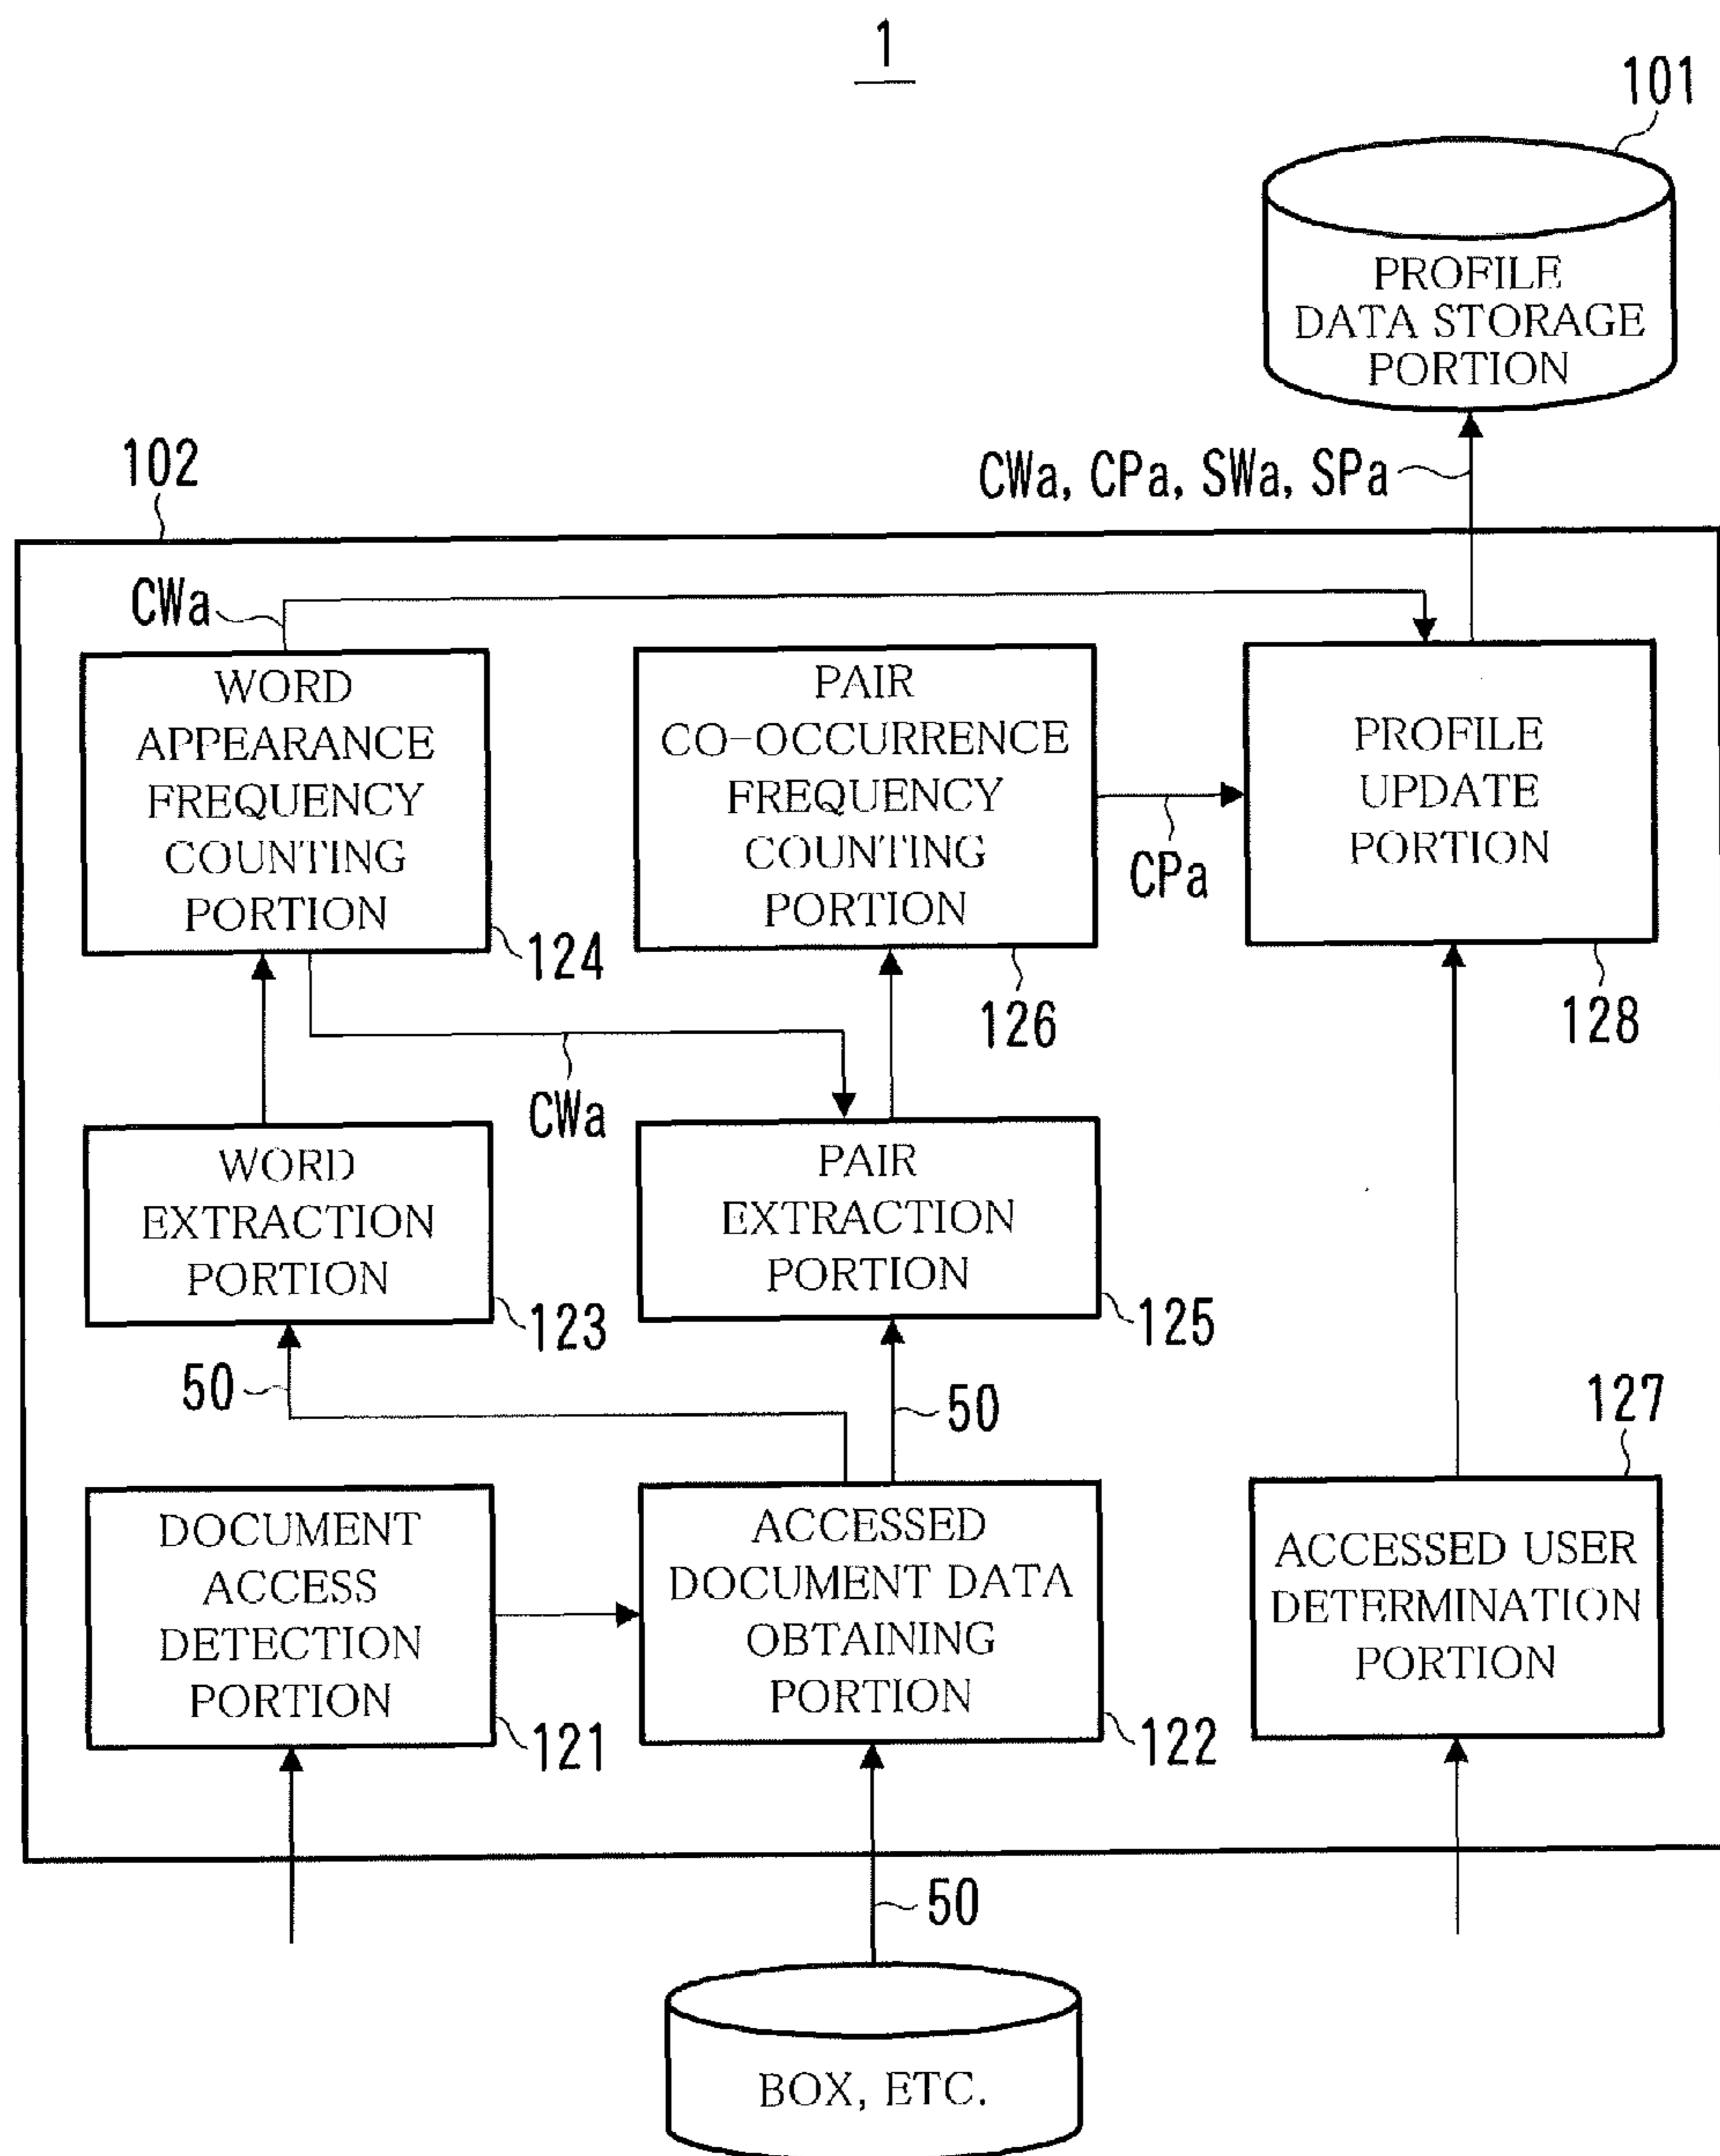 1
101
PROFILE
DATA STORAGE
PORTION
102
CWa, CPa, SWa, SPa
CWa
WORD
APPEARANCE
FREQUENCY
COUNTING
PORTION
124
PAIR
CO-OCCURRENCE
FREQUENCY
COUNTING
PORTION
126
CPa
PROFILE
UPDATE
PORTION
128
CWa
WORD
EXTRACTION
PORTION
123
PAIR
EXTRACTION
PORTION
125
50
50
127
DOCUMENT
ACCESS
DETECTION
PORTION
121
ACCESSED
DOCUMENT DATA
OBTAINING
PORTION
122
ACCESSED USER
DETERMINATION
PORTION
50
BOX, ETC.